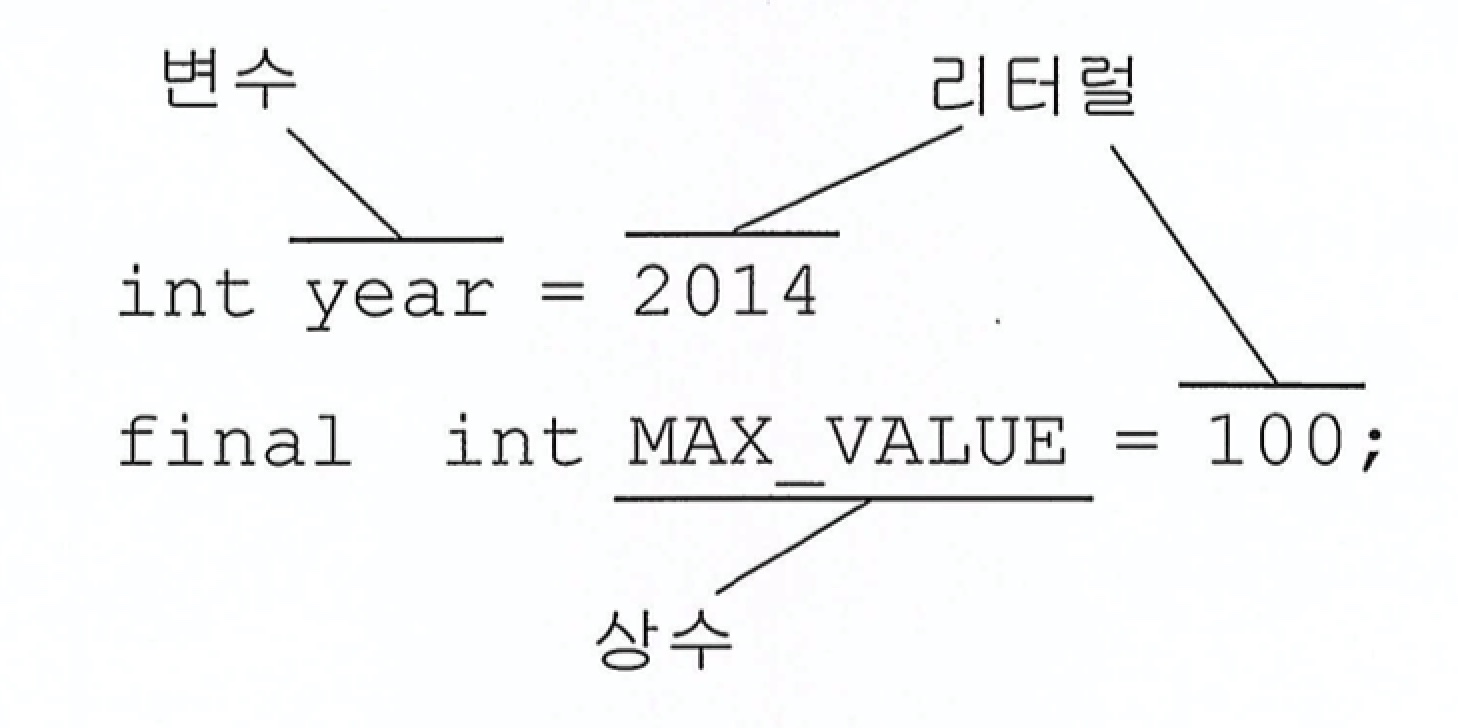 변수 리터럴
int year = 2014
final int MAX_VALUE = 100;
상수